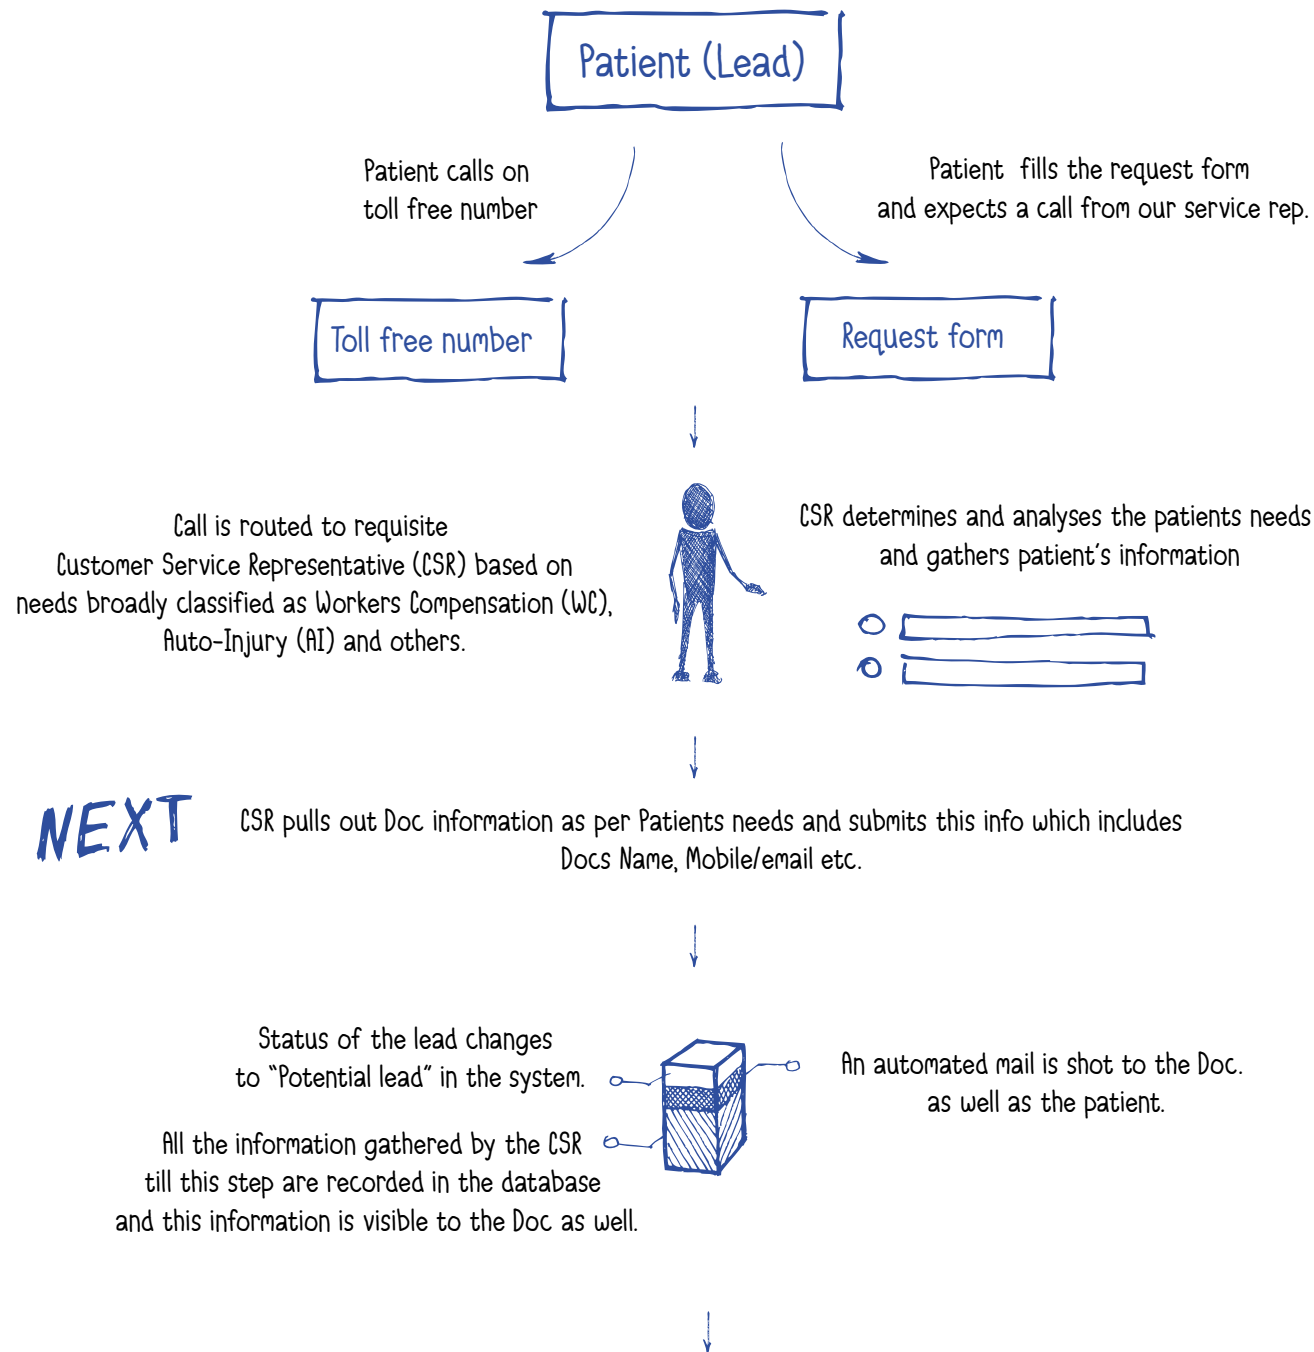 Patient (Lead)
Patient calls on
toll free number
Patient fills the request form
and expects a call from our service rep.
Toll free number
Request form
Call is routed to requisite
Customer Service Representative (CSR) based on
needs broadly classified as Workers Compensation (WC),
Auto-Injury (AI) and others.
CSR determines and analyses the patients needs
and gathers patient's information
NEXT
CSR pulls out Doc information as per Patients needs and submits this info which includes
Docs Name, Mobile/email etc.
Status of the lead changes
to "Potential lead" in the system.
An automated mail is shot to the Doc.
as well as the patient.
All the information gathered by the CSR
till this step are recorded in the database
and this information is visible to the Doc as well.